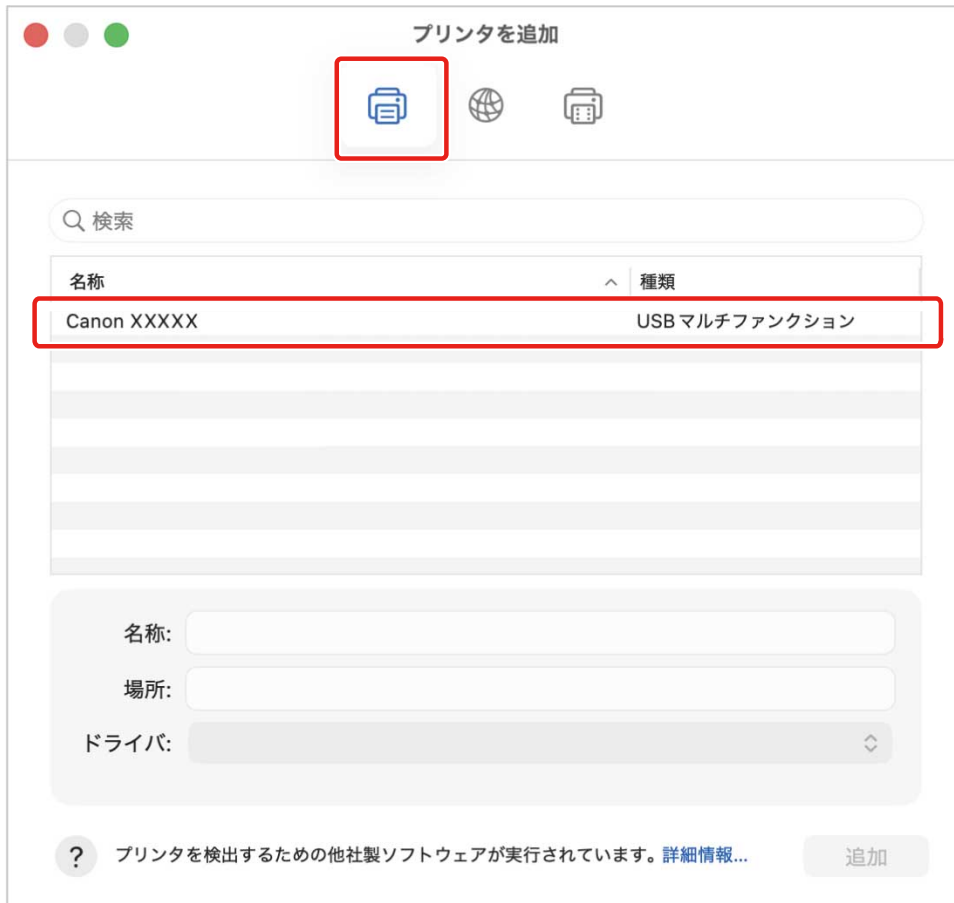 プリンタを追加
検索
名称 種類
Canon XXXXX USB マルチファンクション
名称:
場所:
ドライバ:
? プリンタを検出するための他社製ソフトウェアが実行されています。詳細情報... 追加